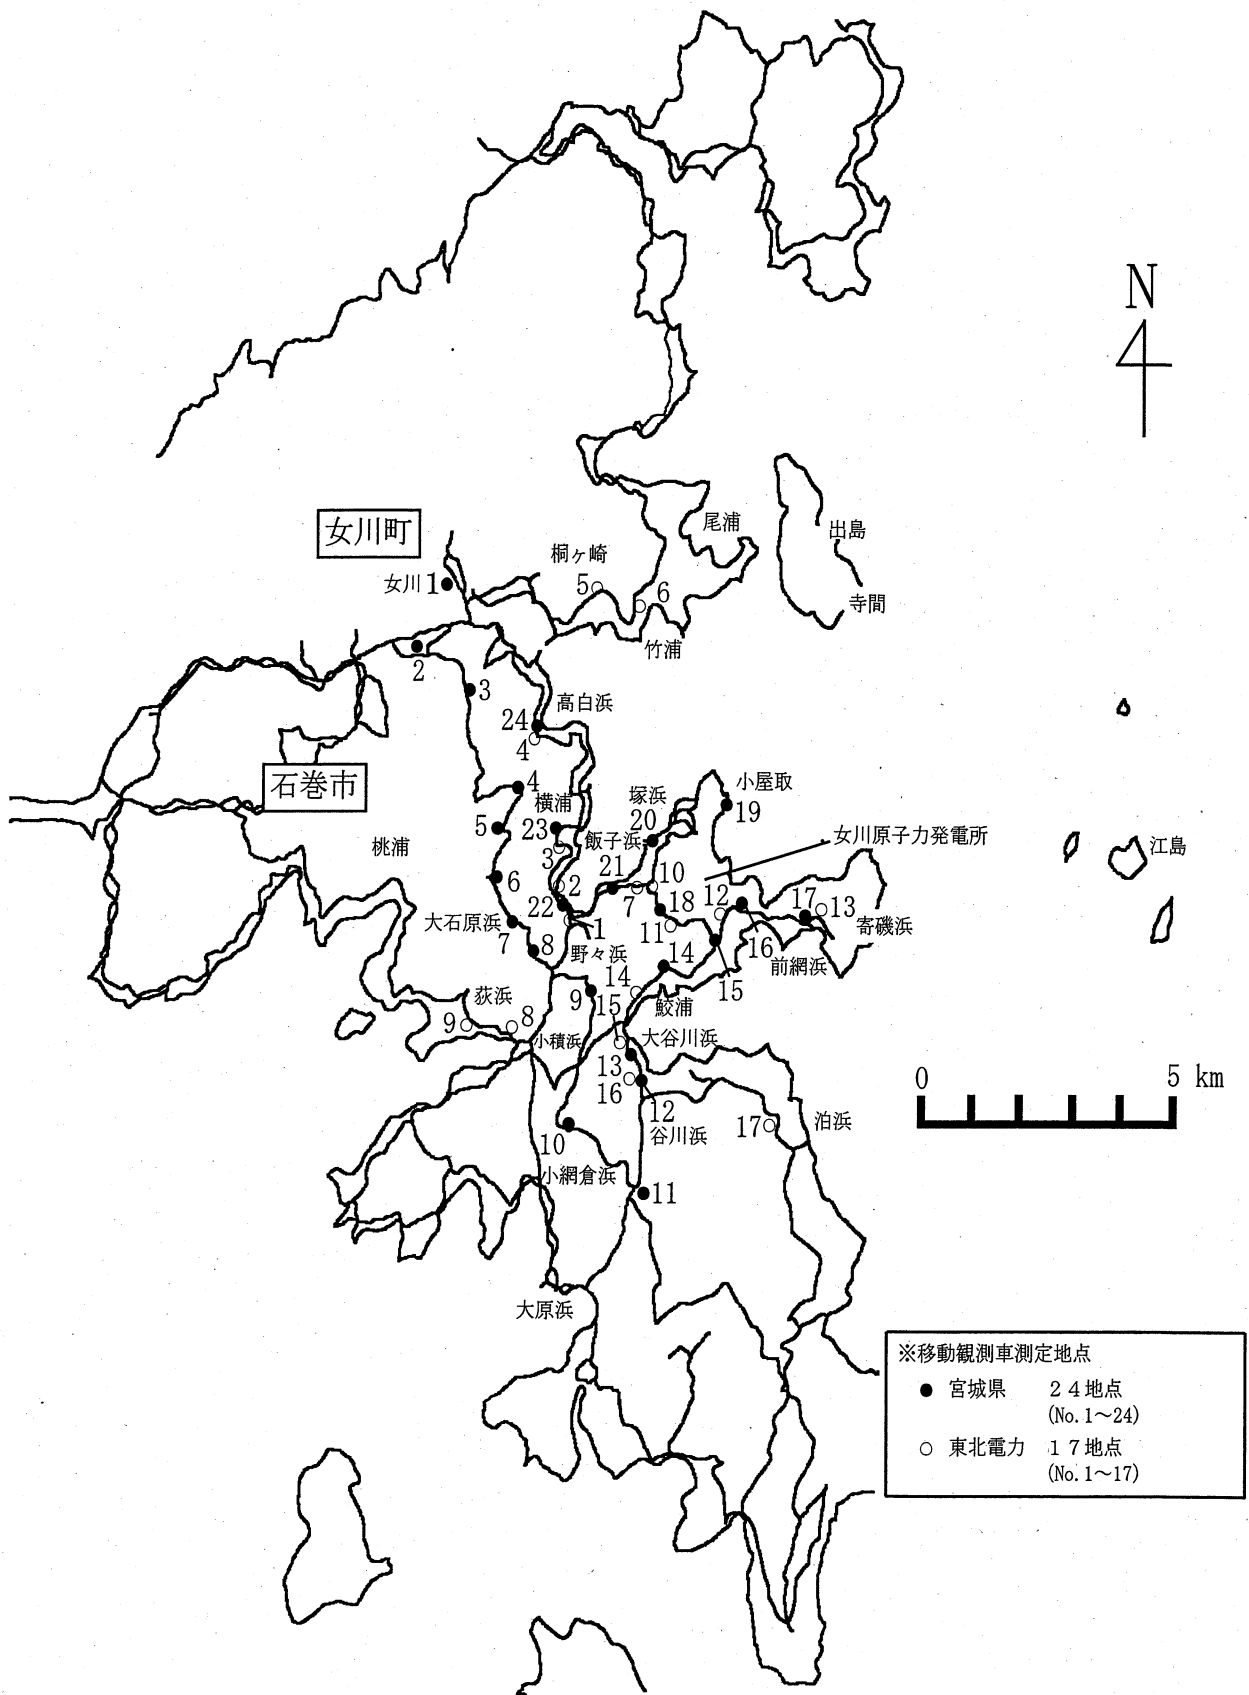 N
尾浦
女川町
出島
桐ヶ崎
女川 1
5
6
寺間
竹浦
2
3
高白浜
24
4
石巻市
4
小屋取
塚浜
横浦
19
5
23
20
飯子浜
女川原子力発電所
桃浦
3
21
江島
6
2
7
10
12
17
13
22
18
大石原浜
1
11
16
寄磯浜
7
8
野々浜
14
前網浜
15
9
14
荻浜
15
鮫浦
9
8
小積浜
大谷川浜
13
0
5 km
16
12
17
泊浜
10
谷川浜
小網倉浜
11
大原浜
※移動観測車測定地点
● 宮城県 24地点
(No.1～24)
○ 東北電力 17地点
(No.1～17)